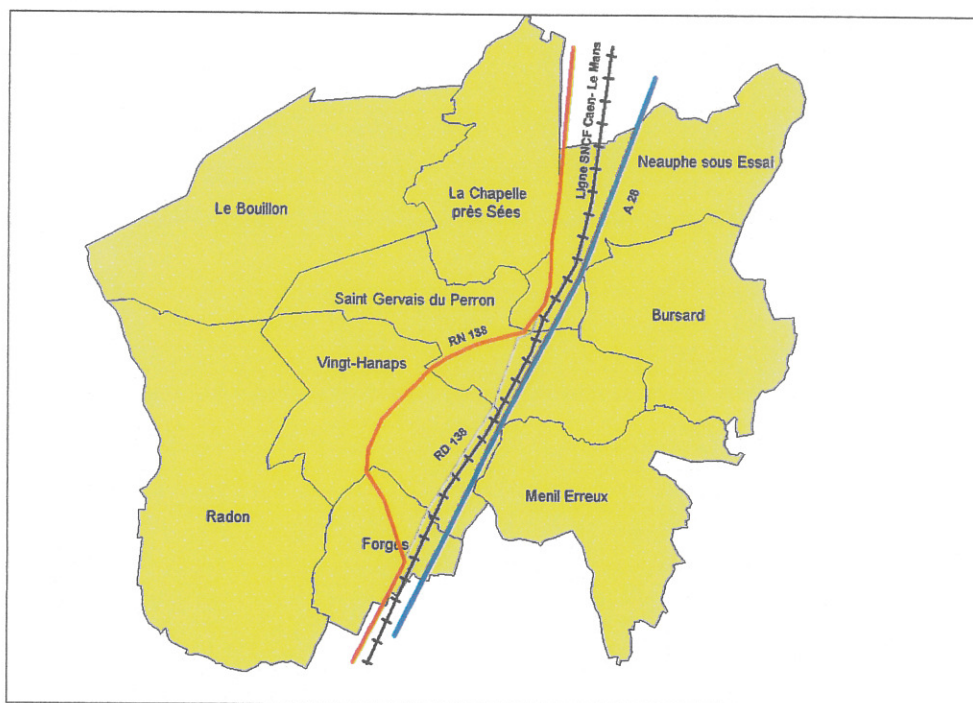 Ligne SNCF Caen- Le Mans
Neauphe sous Essai
A 28
La Chapelle
près Sées
Le Bouillon
Saint Gervais du Perron
Bursard
RN 138
Vingt-Hanaps
RD 138
Menil Erreux
Radon
Forges